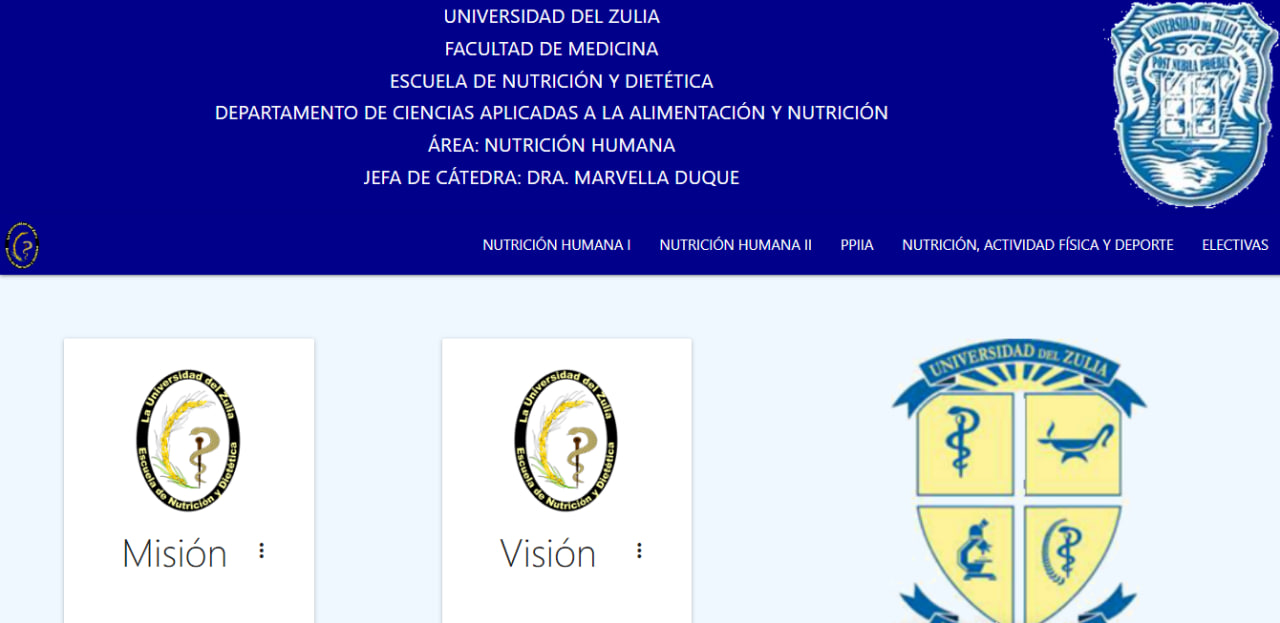 UNIVERSIDAD DEL ZULIA
FACULTAD DE MEDICINA
ESCUELA DE NUTRICIÓN Y DIETÉTICA
DEPARTAMENTO DE CIENCIAS APLICADAS A LA ALIMENTACIÓN Y NUTRICIÓN
ÁREA: NUTRICIÓN HUMANA
JEFA DE CÁTEDRA: DRA. MARVELLA DUQUE
UNIVERSIDAD DEL ZULIA
POST NUBILA PHOEBUS
NUTRICIÓN HUMANA I NUTRICIÓN HUMANA II PPIIA NUTRICIÓN, ACTIVIDAD FÍSICA Y DEPORTE ELECTIVAS
La Universidad del Zulia
Escuela de Nutrición y Dietética
Misión
La Universidad del Zulia
Escuela de Nutrición y Dietética
Visión
UNIVERSIDAD DEL ZULIA